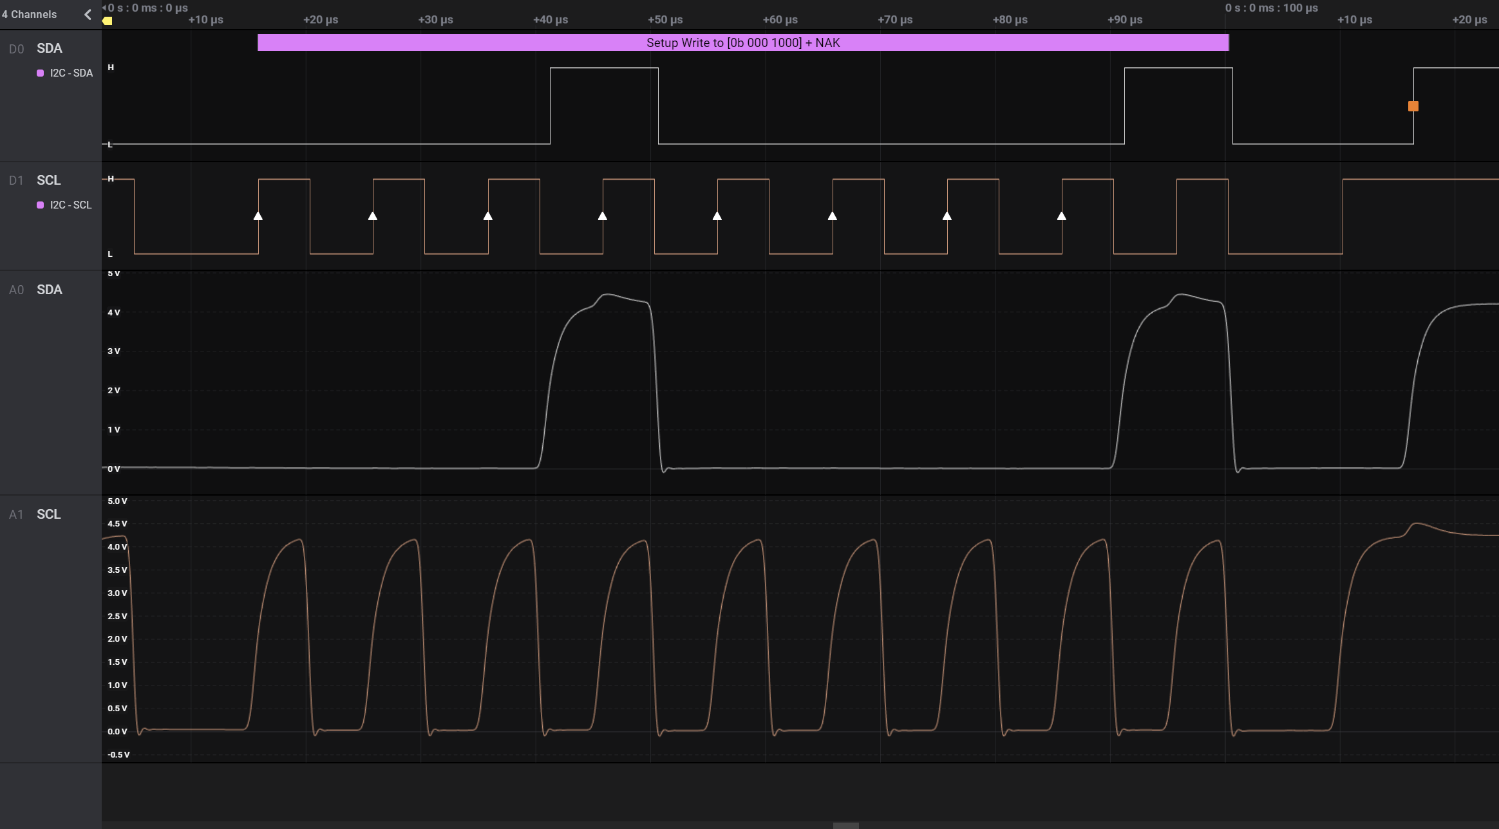 4 Channels
0 s : 0 ms : 0 µs
0 s : 0 ms : 100 µs
+10 µs
+20 µs
+30 µs
+40 µs
+50 µs
+60 µs
+70 µs
+80 µs
+90 µs
+10 µs
+20 µs
D0 SDA
I2C - SDA
Setup Write to [0b 000 1000] + NAK
H
L
D1 SCL
I2C - SCL
H
L
A0 SDA
5 V
4 V
3 V
2 V
1 V
0 V
A1 SCL
5.0 V
4.5 V
4.0 V
3.5 V
3.0 V
2.5 V
2.0 V
1.5 V
1.0 V
0.5 V
0.0 V
-0.5 V